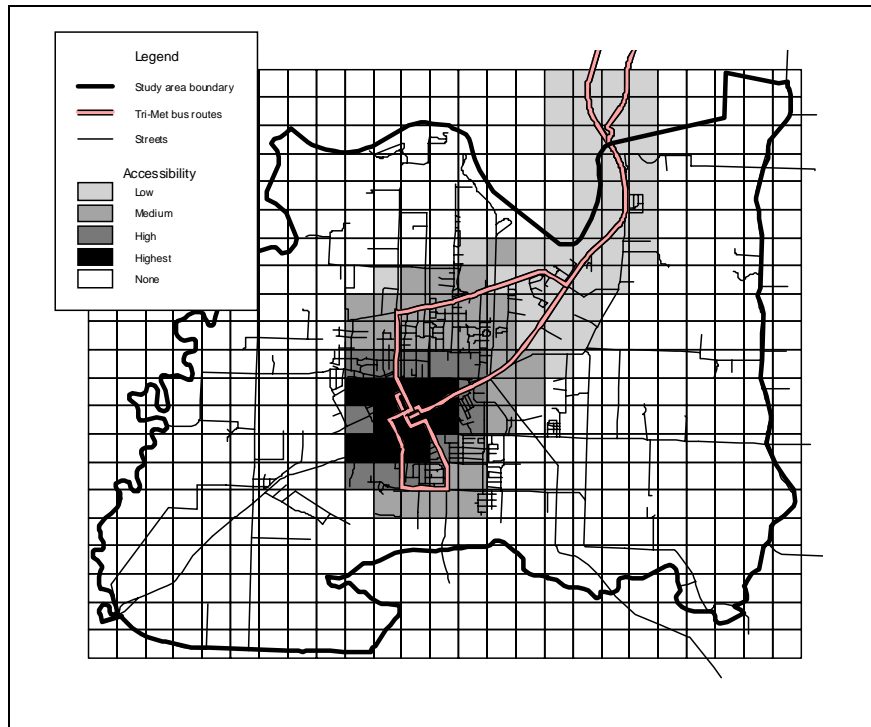 Legend
Study area boundary
Tri-Met bus routes
Streets
Accessibility
Low
Medium
High
Highest
None